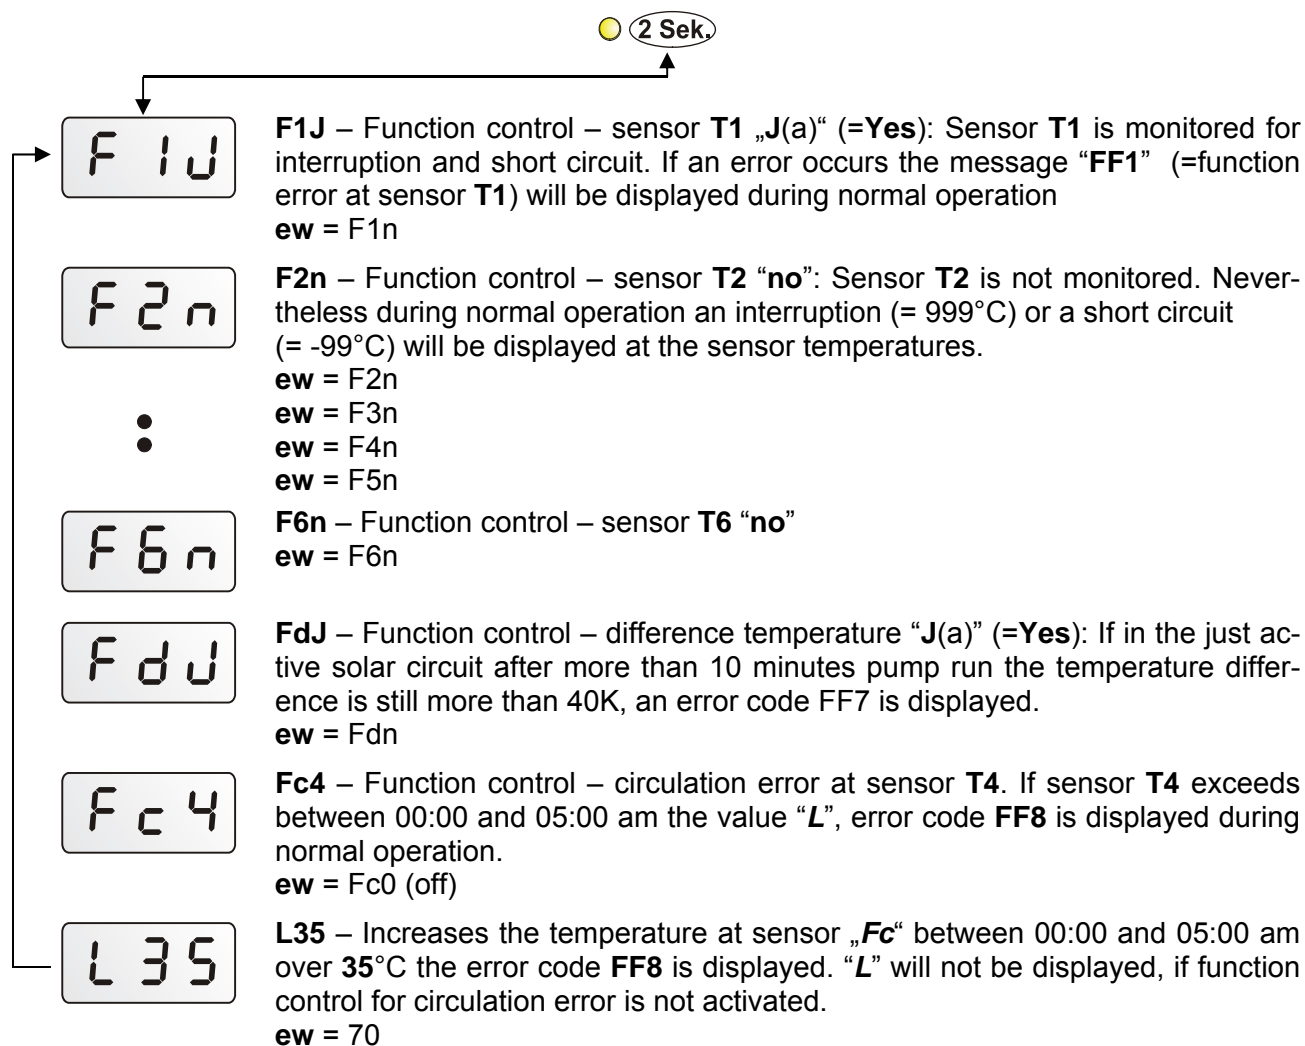 2 Sek.
F 1J
F1J – Function control – sensor T1 „J(a)“ (=Yes): Sensor T1 is monitored for
interruption and short circuit. If an error occurs the message “FF1” (=function
error at sensor T1) will be displayed during normal operation
ew = F1n
F2n
F2n – Function control – sensor T2 “no”: Sensor T2 is not monitored. Never-
theless during normal operation an interruption (= 999°C) or a short circuit
(= -99°C) will be displayed at the sensor temperatures.
ew = F2n
ew = F3n
ew = F4n
ew = F5n
F6n
F6n – Function control – sensor T6 “no”
ew = F6n
FdJ
FdJ – Function control – difference temperature “J(a)” (=Yes): If in the just ac-
tive solar circuit after more than 10 minutes pump run the temperature differ-
ence is still more than 40K, an error code FF7 is displayed.
ew = Fdn
Fc4
Fc4 – Function control – circulation error at sensor T4. If sensor T4 exceeds
between 00:00 and 05:00 am the value “L”, error code FF8 is displayed during
normal operation.
ew = Fc0 (off)
L35
L35 – Increases the temperature at sensor „Fc“ between 00:00 and 05:00 am
over 35°C the error code FF8 is displayed. “L” will not be displayed, if function
control for circulation error is not activated.
ew = 70